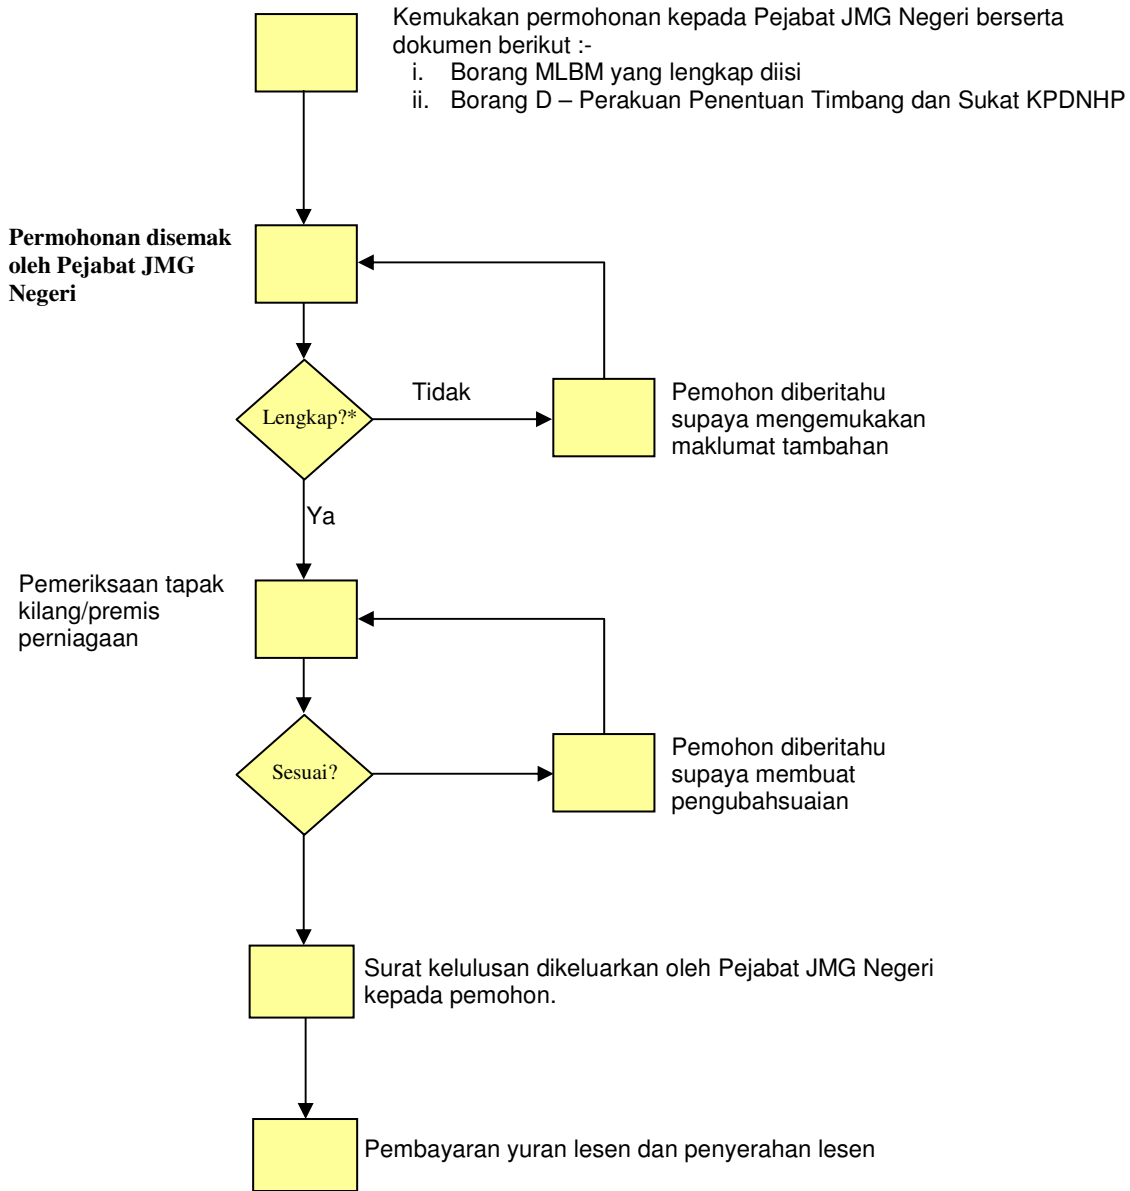 Kemukakan permohonan kepada Pejabat JMG Negeri berserta
dokumen berikut :-
i. Borang MLBM yang lengkap diisi
ii. Borang D – Perakuan Penentuan Timbang dan Sukat KPDNHP
Permohonan disemak
oleh Pejabat JMG
Negeri
Lengkap?*
Tidak
Pemohon diberitahu
supaya mengemukakan
maklumat tambahan
Ya
Pemeriksaan tapak
kilang/premis
perniagaan
Sesuai?
Pemohon diberitahu
supaya membuat
pengubahsuaian
Surat kelulusan dikeluarkan oleh Pejabat JMG Negeri
kepada pemohon.
Pembayaran yuran lesen dan penyerahan lesen